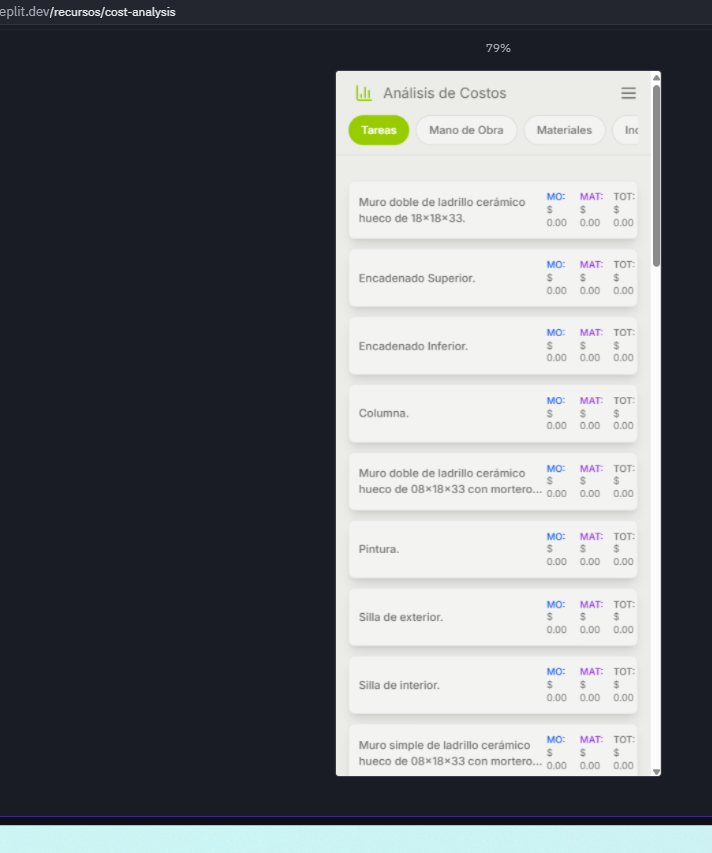 eplit.dev/recursos/cost-analysis
79%
Análisis de Costos
Tareas Mano de Obra Materiales Inc
Muro doble de ladrillo cerámico
hueco de 18×18×33.
MO: MAT: TOT:
$ $ $
0.00 0.00 0.00
Encadenado Superior.
MO: MAT: TOT:
$ $ $
0.00 0.00 0.00
Encadenado Inferior.
MO: MAT: TOT:
$ $ $
0.00 0.00 0.00
Columna.
MO: MAT: TOT:
$ $ $
0.00 0.00 0.00
Muro doble de ladrillo cerámico
hueco de 08×18×33 con mortero...
MO: MAT: TOT:
$ $ $
0.00 0.00 0.00
Pintura.
MO: MAT: TOT:
$ $ $
0.00 0.00 0.00
Silla de exterior.
MO: MAT: TOT:
$ $ $
0.00 0.00 0.00
Silla de interior.
MO: MAT: TOT:
$ $ $
0.00 0.00 0.00
Muro simple de ladrillo cerámico
hueco de 08×18×33 con mortero...
MO: MAT: TOT:
$ $ $
0.00 0.00 0.00